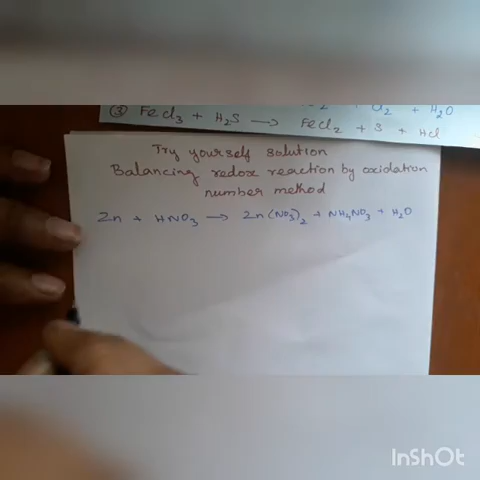 ③ FeCl3 + H2S → FeCl2 + S + HCl
Try yourself solution
Balancing redox reaction by oxidation
number method
Zn + HNO3 → Zn(NO3)2 + NH4NO3 + H2O
InShOt